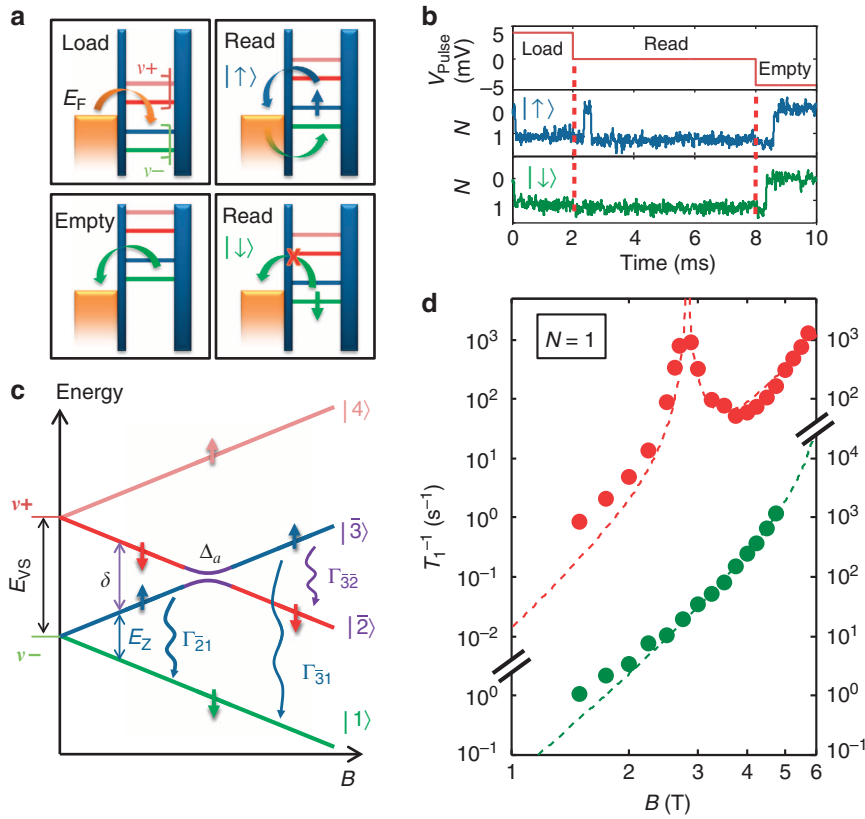 a
Load
v+
E_F
v−
Read
|↑⟩
Empty
Read
|↓⟩
X
b
V_Pulse (mV)
5
0
−5
Load
Read
Empty
N
0
1
|↑⟩
N
0
1
|↓⟩
0 2 4 6 8 10
Time (ms)
c
Energy
|4⟩
v+
Δ_a
|3̄⟩
E_VS
δ
Γ_3̄2̄
E_Z
Γ_2̄1
|2̄⟩
v−
Γ_3̄1
|1⟩
B
d
N = 1
T_1^−1 (s^−1)
10^3
10^2
10^1
10^0
10^−1
10^−2
10^0
10^−1
10^3
10^2
10^4
10^3
10^2
10^1
10^0
10^−1
1 2 3 4 5 6
B (T)